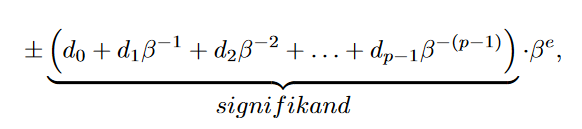 ± (d₀ + d₁β⁻¹ + d₂β⁻² + … + dₚ₋₁β⁻⁽ᵖ⁻¹⁾) ·βᵉ,
signifikand